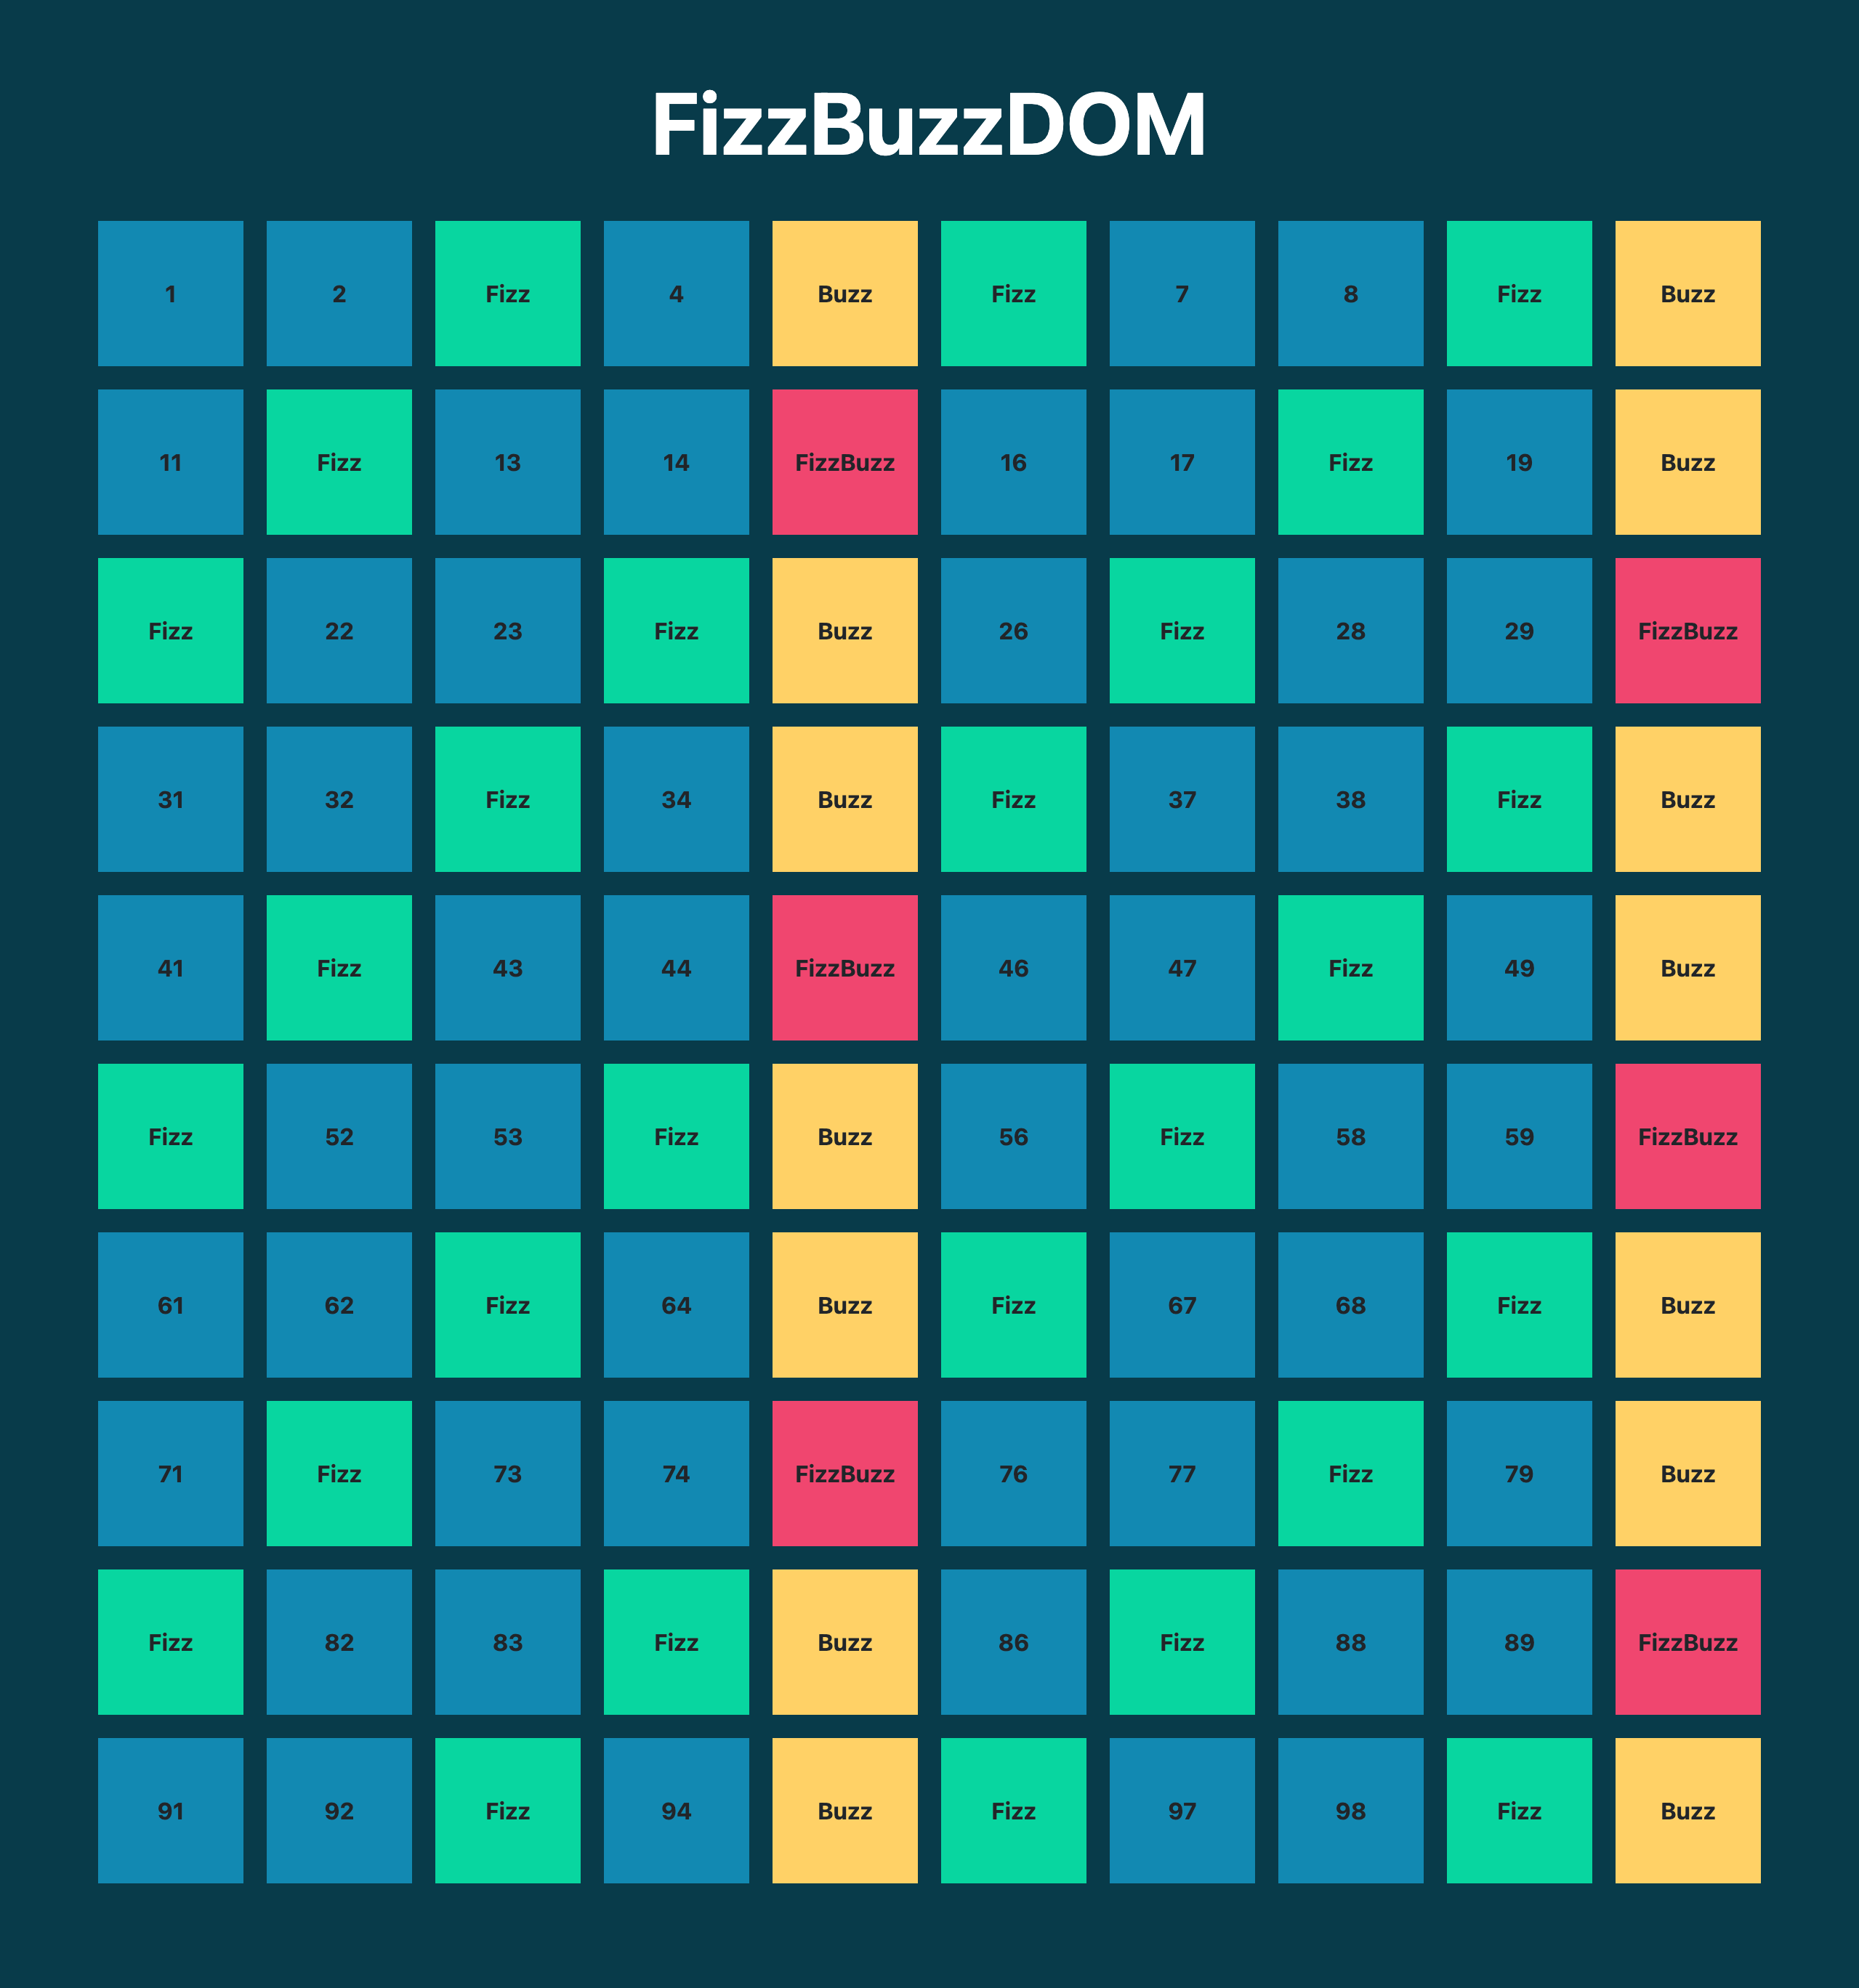 FizzBuzzDOM
1 2 Fizz 4 Buzz Fizz 7 8 Fizz Buzz
11 Fizz 13 14 FizzBuzz 16 17 Fizz 19 Buzz
Fizz 22 23 Fizz Buzz 26 Fizz 28 29 FizzBuzz
31 32 Fizz 34 Buzz Fizz 37 38 Fizz Buzz
41 Fizz 43 44 FizzBuzz 46 47 Fizz 49 Buzz
Fizz 52 53 Fizz Buzz 56 Fizz 58 59 FizzBuzz
61 62 Fizz 64 Buzz Fizz 67 68 Fizz Buzz
71 Fizz 73 74 FizzBuzz 76 77 Fizz 79 Buzz
Fizz 82 83 Fizz Buzz 86 Fizz 88 89 FizzBuzz
91 92 Fizz 94 Buzz Fizz 97 98 Fizz Buzz